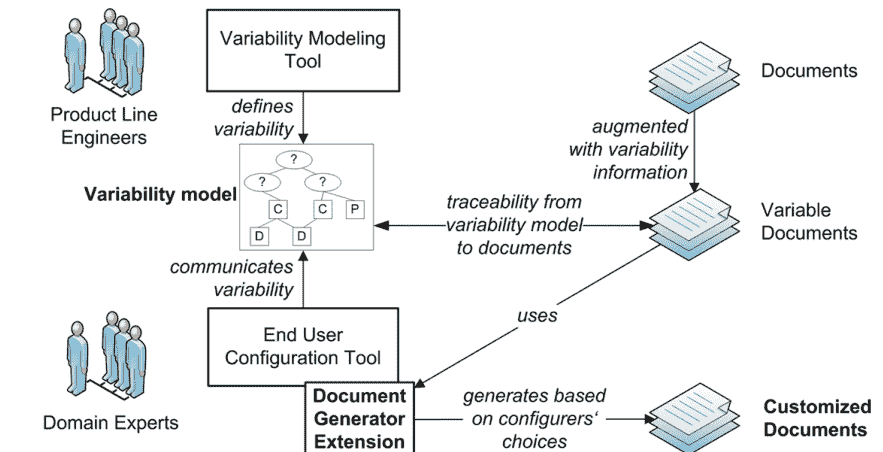 Variability Modeling
Tool
Documents
Product Line
Engineers
defines
variability
augmented
with variability
information
Variability model
?
? ?
C C P
D D
traceability from
variability model
to documents
Variable
Documents
communicates
variability
uses
End User
Configuration Tool
Domain Experts
Document
Generator
Extension
generates based
on configurers‘
choices
Customized
Documents